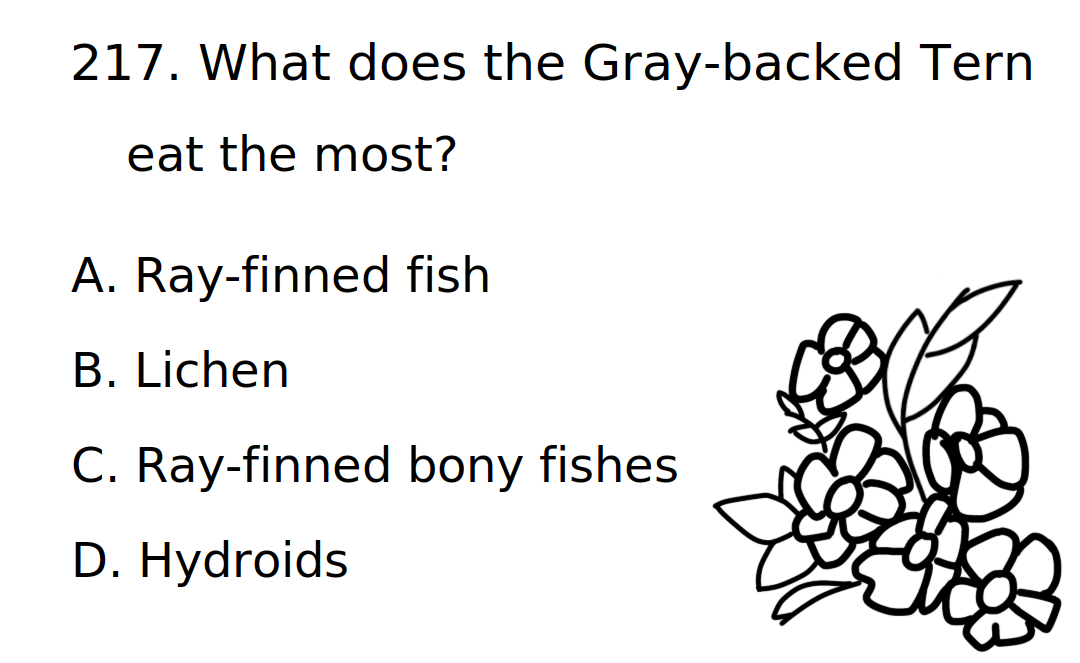 217. What does the Gray-backed Tern
eat the most?
A. Ray-finned fish
B. Lichen
C. Ray-finned bony fishes
D. Hydroids